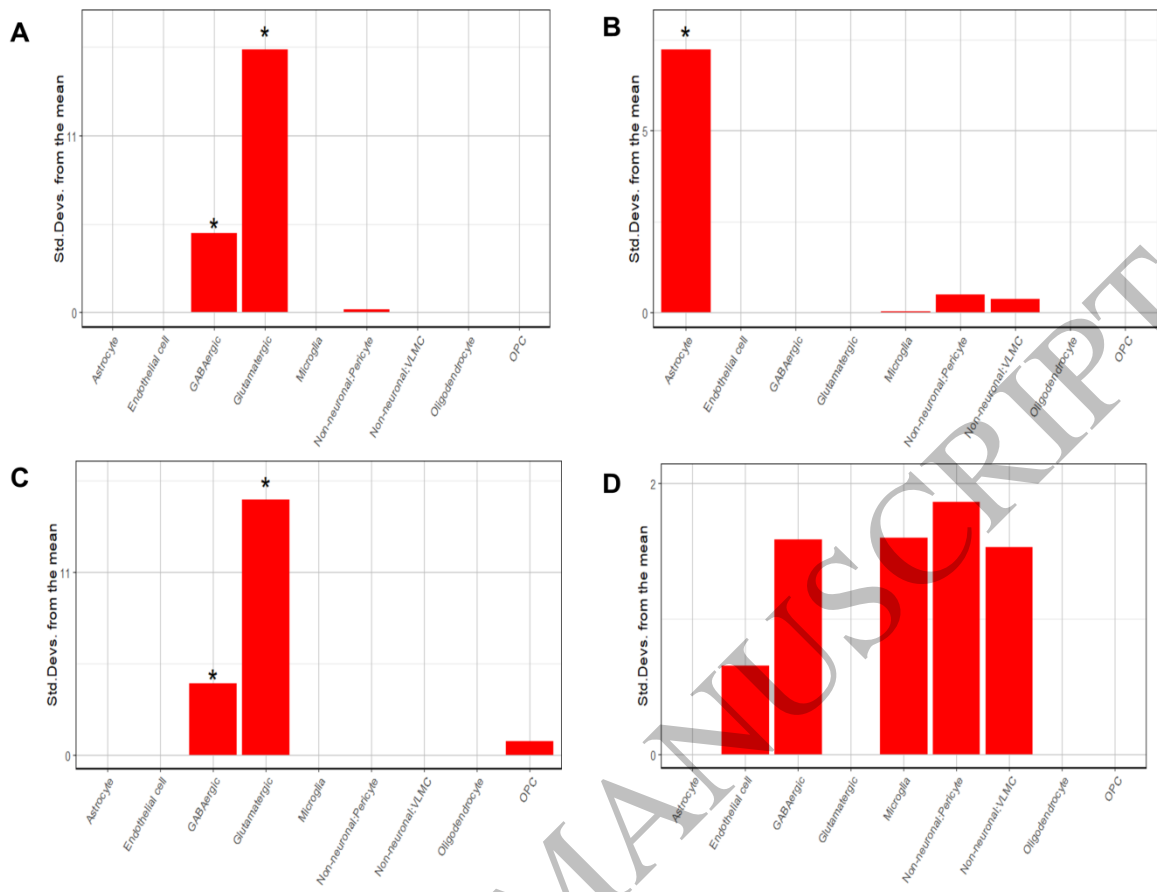 A
Std.Devs. from the mean
11
0
*
*
Astrocyte
Endothelial cell
GABAergic
Glutamatergic
Microglia
Non-neuronal:Pericyte
Non-neuronal:VLMC
Oligodendrocyte
OPC
B
Std.Devs. from the mean
5
0
*
Astrocyte
Endothelial cell
GABAergic
Glutamatergic
Microglia
Non-neuronal:Pericyte
Non-neuronal:VLMC
Oligodendrocyte
OPC
C
Std.Devs. from the mean
11
0
*
*
Astrocyte
Endothelial cell
GABAergic
Glutamatergic
Microglia
Non-neuronal:Pericyte
Non-neuronal:VLMC
Oligodendrocyte
OPC
D
Std.Devs. from the mean
2
0
Astrocyte
Endothelial cell
GABAergic
Glutamatergic
Microglia
Non-neuronal:Pericyte
Non-neuronal:VLMC
Oligodendrocyte
OPC
MANUSCRIPT